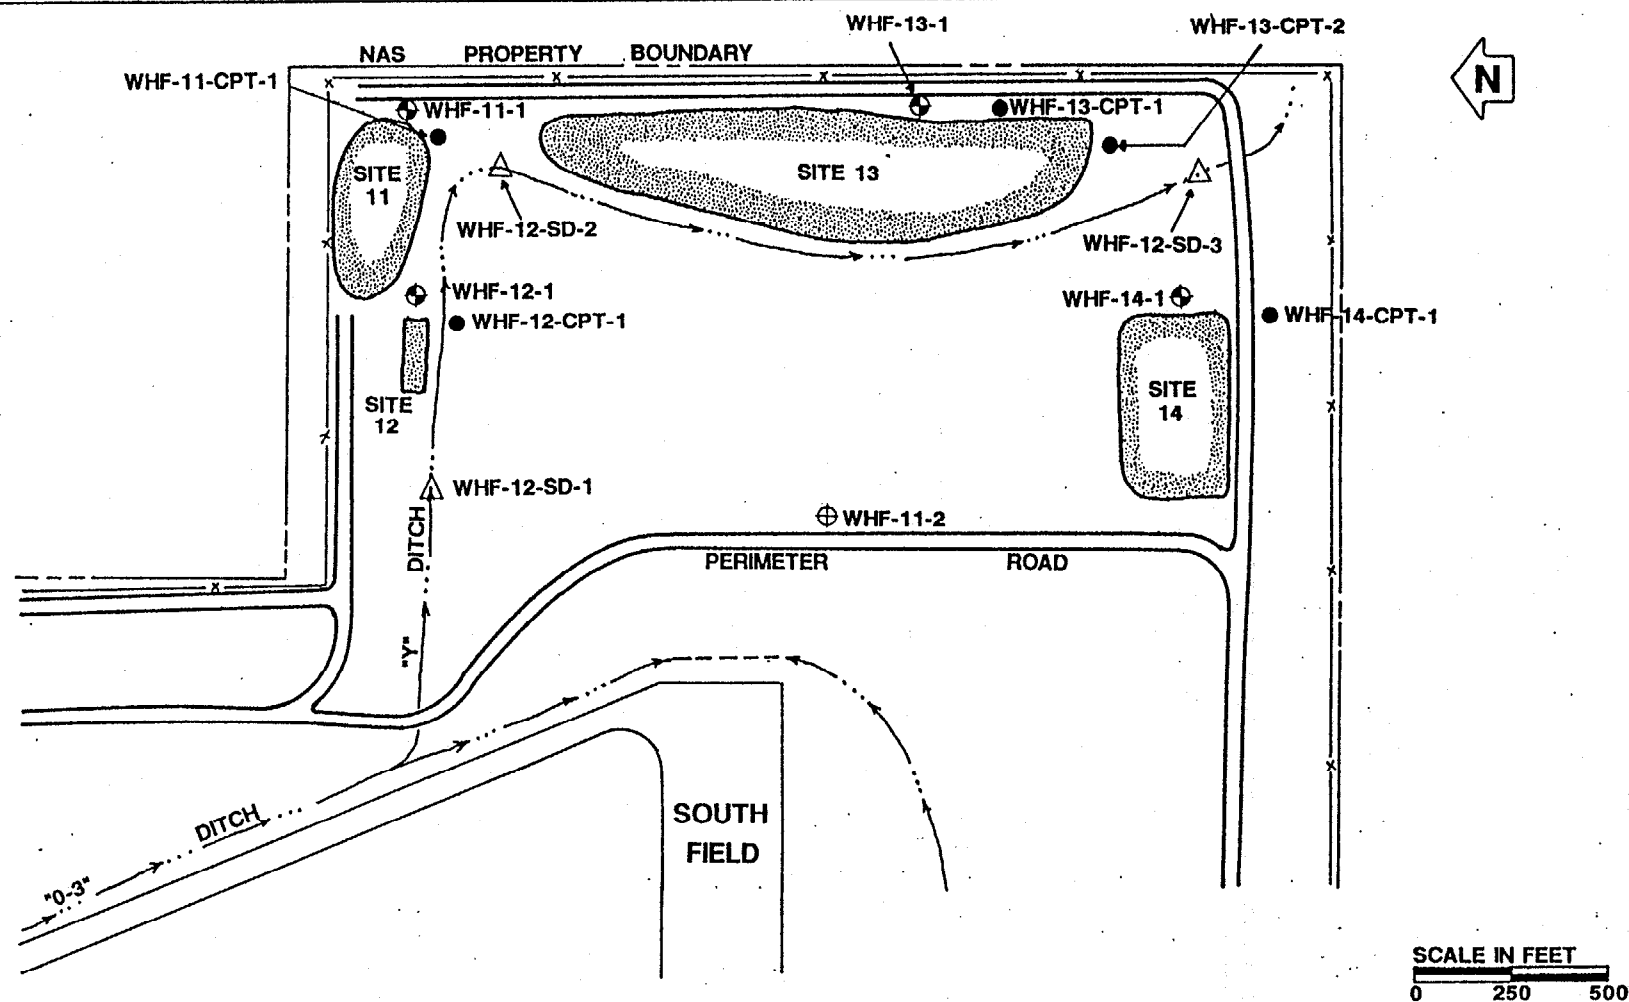 WHF-13-1
WHF-13-CPT-2
NAS PROPERTY BOUNDARY
WHF-11-CPT-1
N
WHF-11-1
WHF-13-CPT-1
SITE
11
SITE 13
WHF-12-SD-2
WHF-12-SD-3
WHF-12-1
WHF-14-1
WHF-12-CPT-1
WHF-14-CPT-1
SITE
12
SITE
14
WHF-12-SD-1
WHF-11-2
DITCH
PERIMETER ROAD
"Y"
DITCH
SOUTH
FIELD
"0-3"
SCALE IN FEET
0 250 500